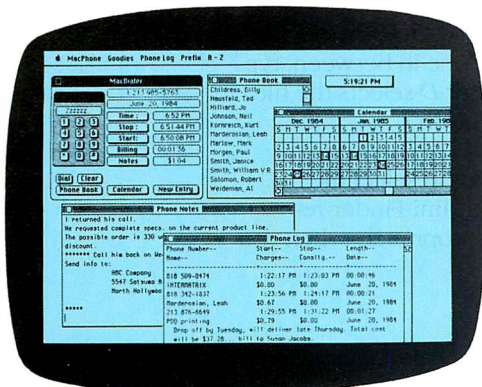 MacPhone Goodies Phone Log Prefix A - Z
MacDialer
1-213-985-5763
June 20, 1984
Zzzzzz
Time : 6:52 PM
Stop : 6:51:44 PM
Start: 6:50:08 PM
Billing 00:01:36
Notes $1.04
Dial Clear
Phone Book Calendar New Entry
Phone Book
Childress, Billy
Hausfeld, Ted
Hilliard, Jo
Johnson, Neil
Kornreich, Kurt
Marderosian, Leah
Marlow, Mark
Morgen, Paul
Smith, Janice
Smith, William V.R.
Solomon, Robert
Weideman, Al
5:19:21 PM
Calendar
Dec, 1984 Jan, 1985 Feb, 198
S M T W T F S S M T W T F S S M T W
Phone Notes
I returned his call.
He requested complete specs. on the current product line.
The possible order is 330 u
discount.
******* Call him back on We
Send info to:
ABC Company
5547 Satsuma A
North Hollywoo
*****
Phone Log
Phone Number-- Start-- Stop-- Length--
Name-- Charges-- Consltg.-- Date--
818 509-0474 1:22:17 PM 1:23:03 PM 00:00:46
INTERMATRIX $0.00 $0.00 June 20, 1984
818 342-1837 1:23:56 PM 1:24:17 PM 00:00:21
Marderosian, Leah $0.67 $0.00 June 20, 1984
213 876-6649 1:29:55 PM 1:31:22 PM 00:01:27
PDQ printing $0.79 $0.00 June 20, 1984
Drop off by Tuesday, will deliver late Thursday. Total cost
will be $37.28... bill to Susan Jacobs.